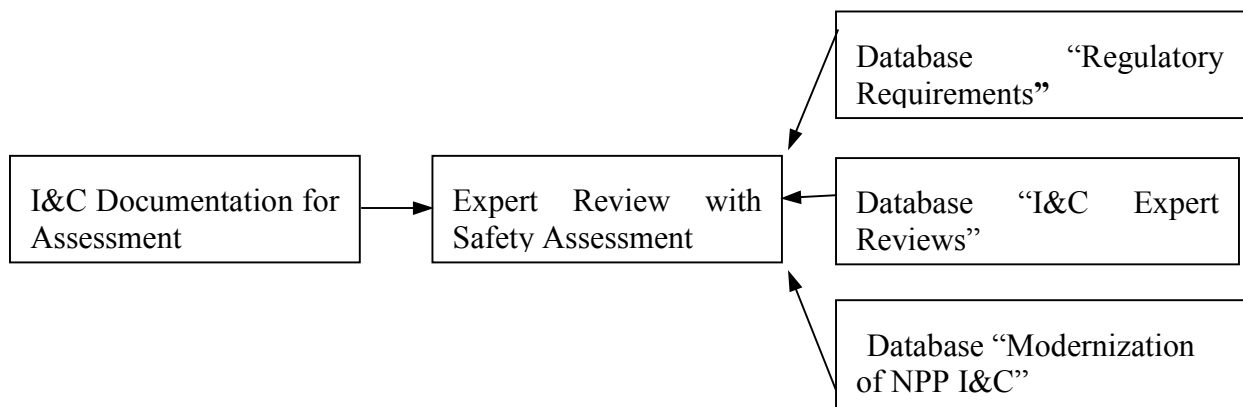 I&C Documentation for
Assessment
Expert Review with
Safety Assessment
Database “Regulatory
Requirements”
Database “I&C Expert
Reviews”
Database “Modernization
of NPP I&C”